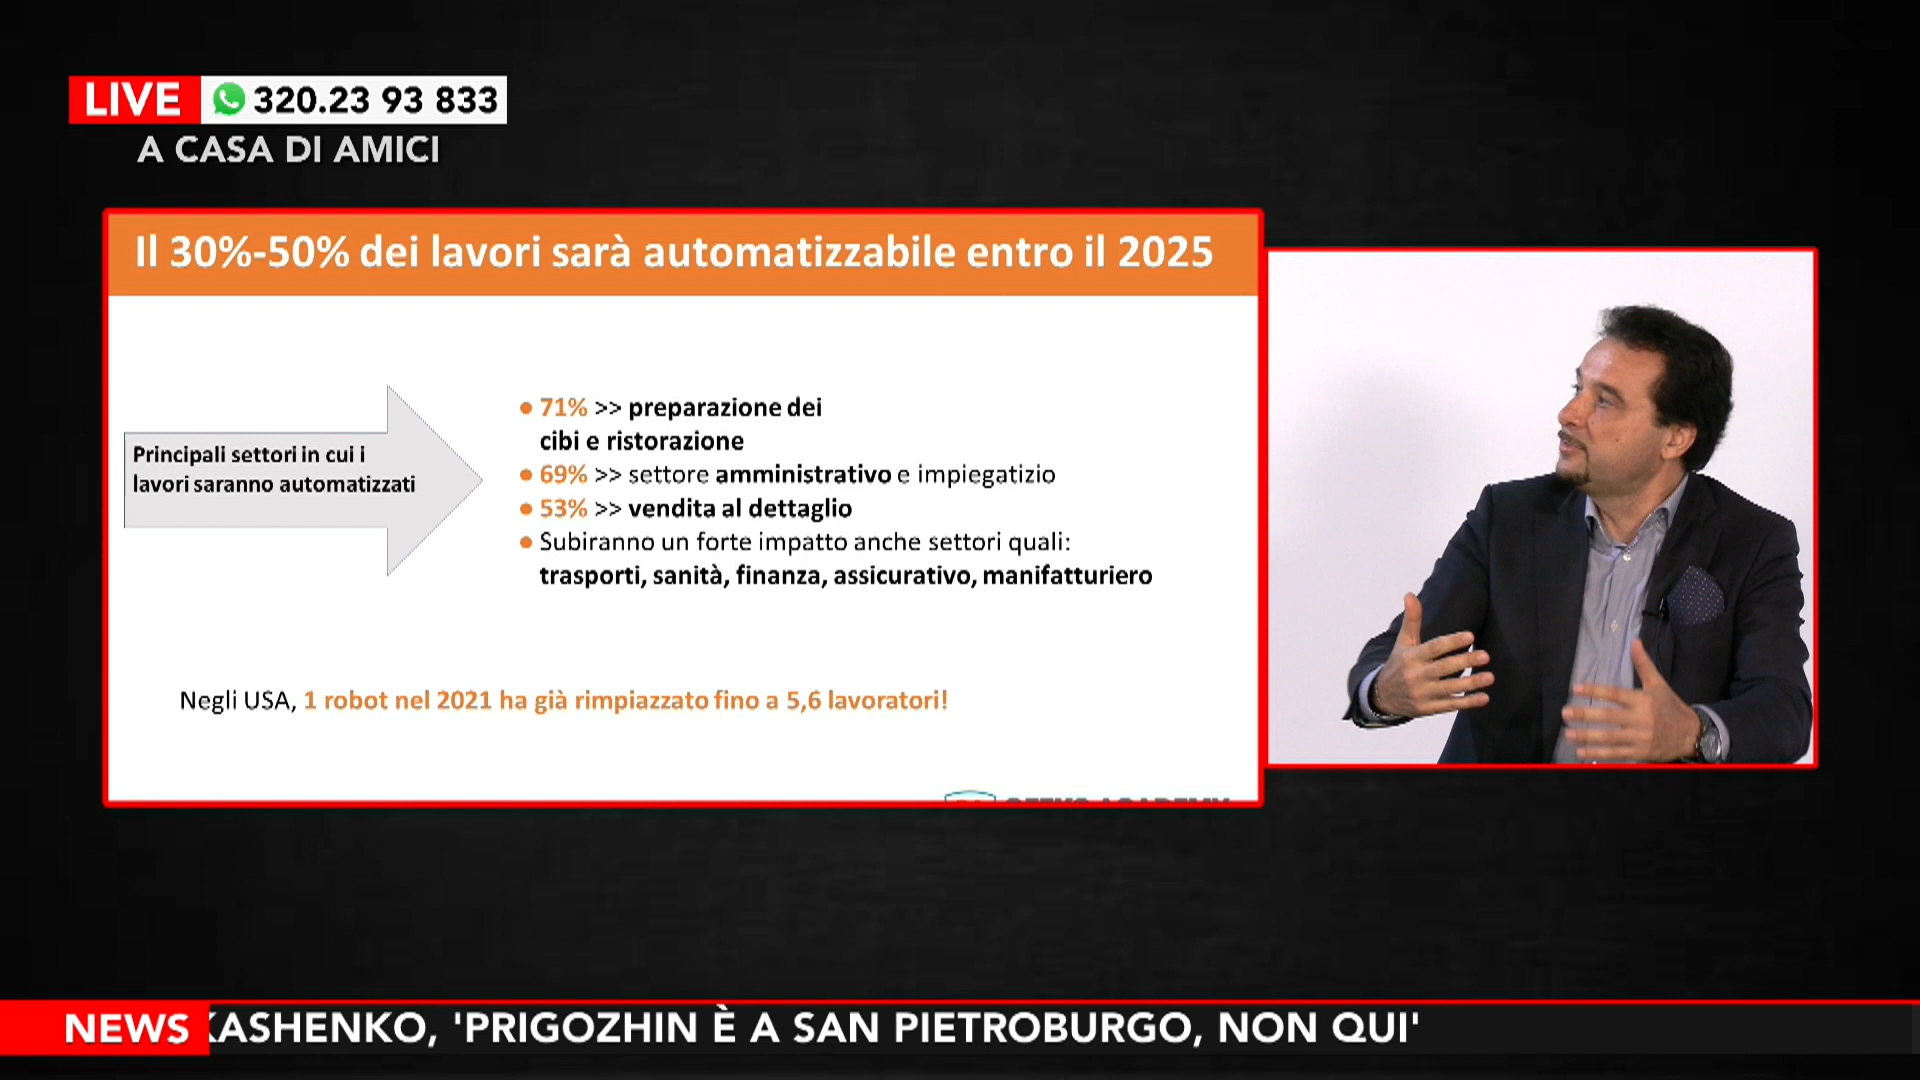 LIVE 320.23 93 833
A CASA DI AMICI
Il 30%-50% dei lavori sarà automatizzabile entro il 2025
Principali settori in cui i
lavori saranno automatizzati
● 71% >> preparazione dei
cibi e ristorazione
● 69% >> settore amministrativo e impiegatizio
● 53% >> vendita al dettaglio
● Subiranno un forte impatto anche settori quali:
trasporti, sanità, finanza, assicurativo, manifatturiero
Negli USA, 1 robot nel 2021 ha già rimpiazzato fino a 5,6 lavoratori!
NEWS KASHENKO, 'PRIGOZHIN È A SAN PIETROBURGO, NON QUI'